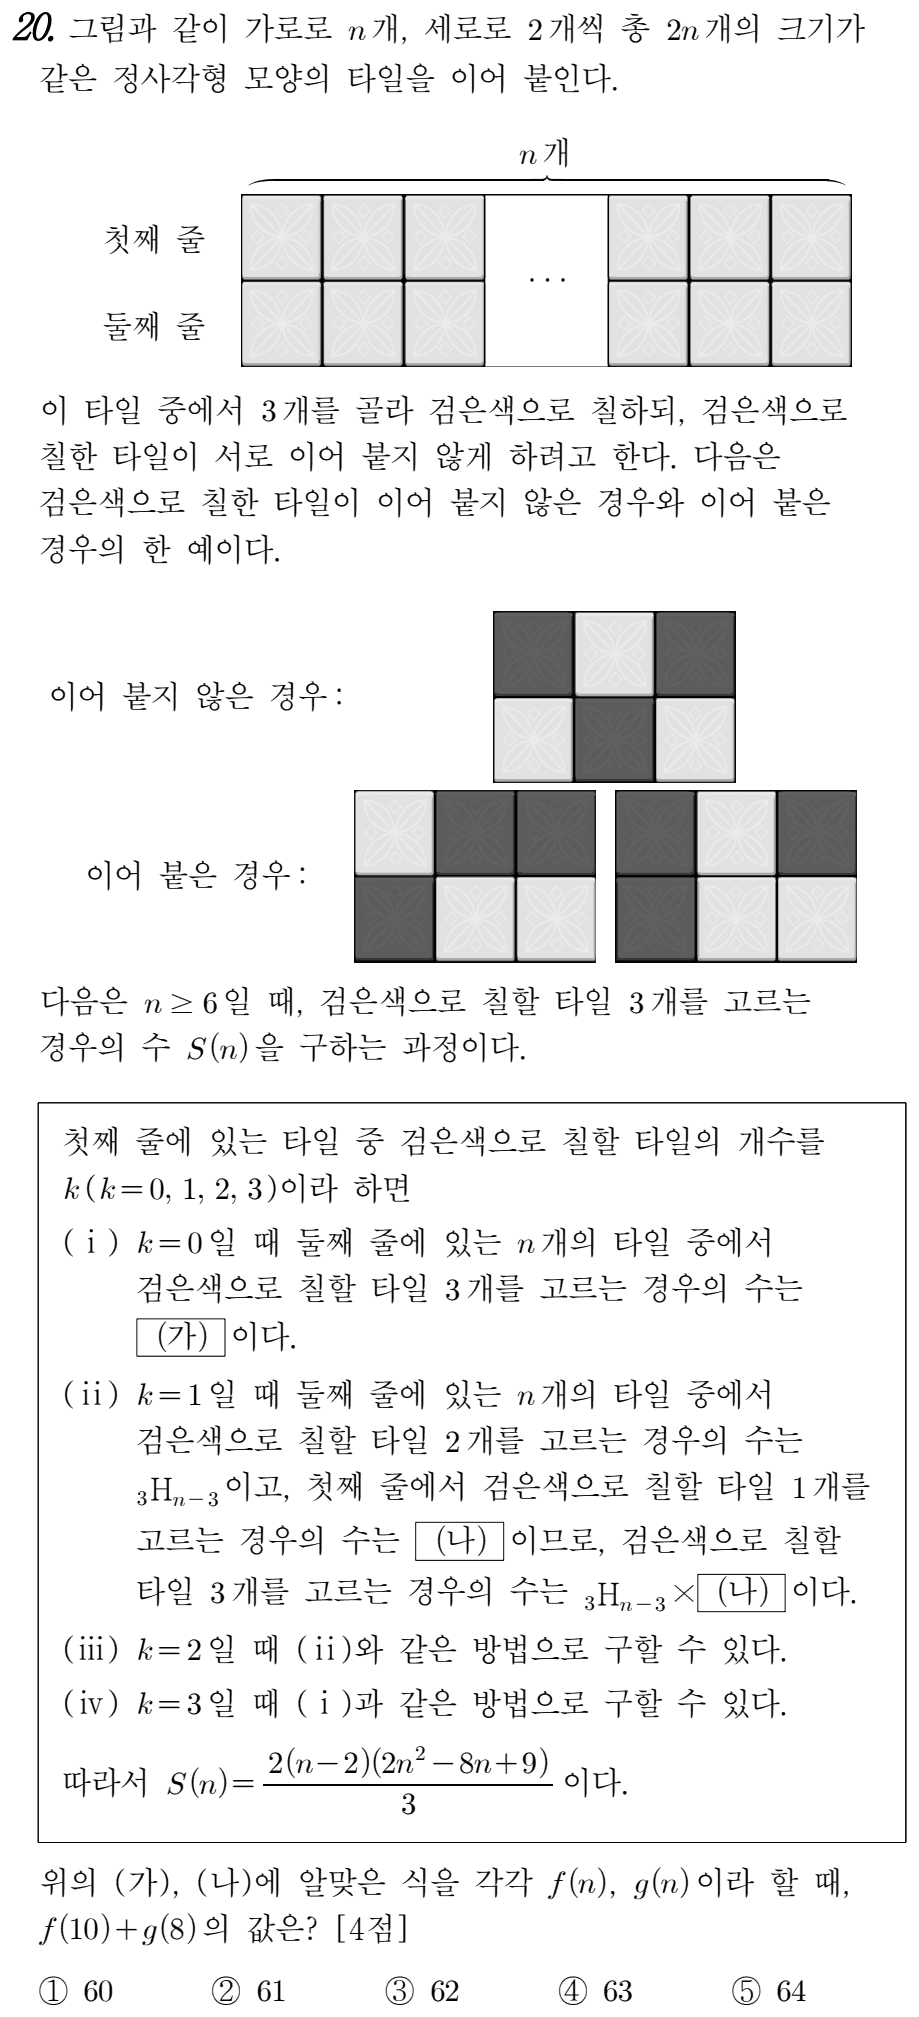 20. 그림과 같이 가로로 n개, 세로로 2개씩 총 2n개의 크기가
같은 정사각형 모양의 타일을 이어 붙인다.
n개
첫째 줄
...
둘째 줄
이 타일 중에서 3개를 골라 검은색으로 칠하되, 검은색으로
칠한 타일이 서로 이어 붙지 않게 하려고 한다. 다음은
검은색으로 칠한 타일이 이어 붙지 않은 경우와 이어 붙은
경우의 한 예이다.
이어 붙지 않은 경우:
이어 붙은 경우:
다음은 n≥6일 때, 검은색으로 칠할 타일 3개를 고르는
경우의 수 S(n)을 구하는 과정이다.
첫째 줄에 있는 타일 중 검은색으로 칠할 타일의 개수를
k(k=0, 1, 2, 3)이라 하면
(ⅰ) k=0일 때 둘째 줄에 있는 n개의 타일 중에서
검은색으로 칠할 타일 3개를 고르는 경우의 수는
(가) 이다.
(ⅱ) k=1일 때 둘째 줄에 있는 n개의 타일 중에서
검은색으로 칠할 타일 2개를 고르는 경우의 수는
₃Hₙ₋₃이고, 첫째 줄에서 검은색으로 칠할 타일 1개를
고르는 경우의 수는 (나) 이므로, 검은색으로 칠할
타일 3개를 고르는 경우의 수는 ₃Hₙ₋₃× (나) 이다.
(ⅲ) k=2일 때 (ⅱ)와 같은 방법으로 구할 수 있다.
(ⅳ) k=3일 때 (ⅰ)과 같은 방법으로 구할 수 있다.
따라서 S(n)=2(n-2)(2n²-8n+9)/3 이다.
위의 (가), (나)에 알맞은 식을 각각 f(n), g(n)이라 할 때,
f(10)+g(8)의 값은? [4점]
① 60 ② 61 ③ 62 ④ 63 ⑤ 64